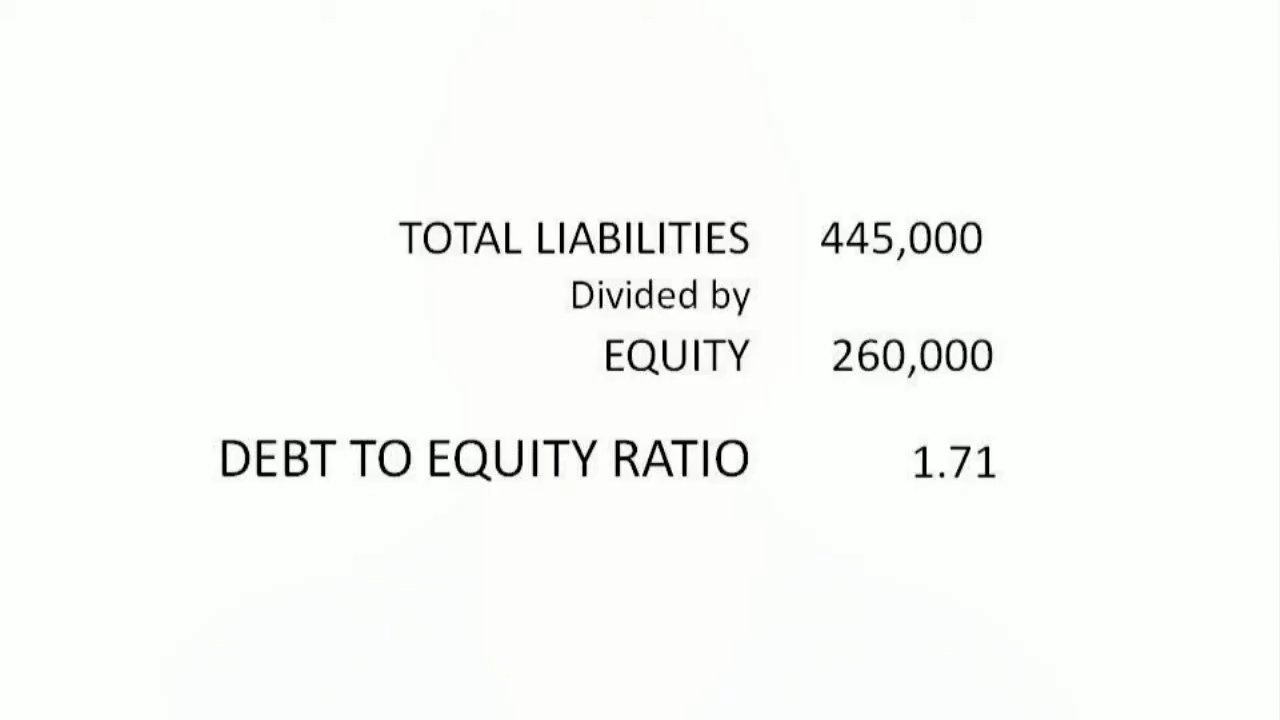 TOTAL LIABILITIES 445,000
Divided by
EQUITY 260,000
DEBT TO EQUITY RATIO 1.71